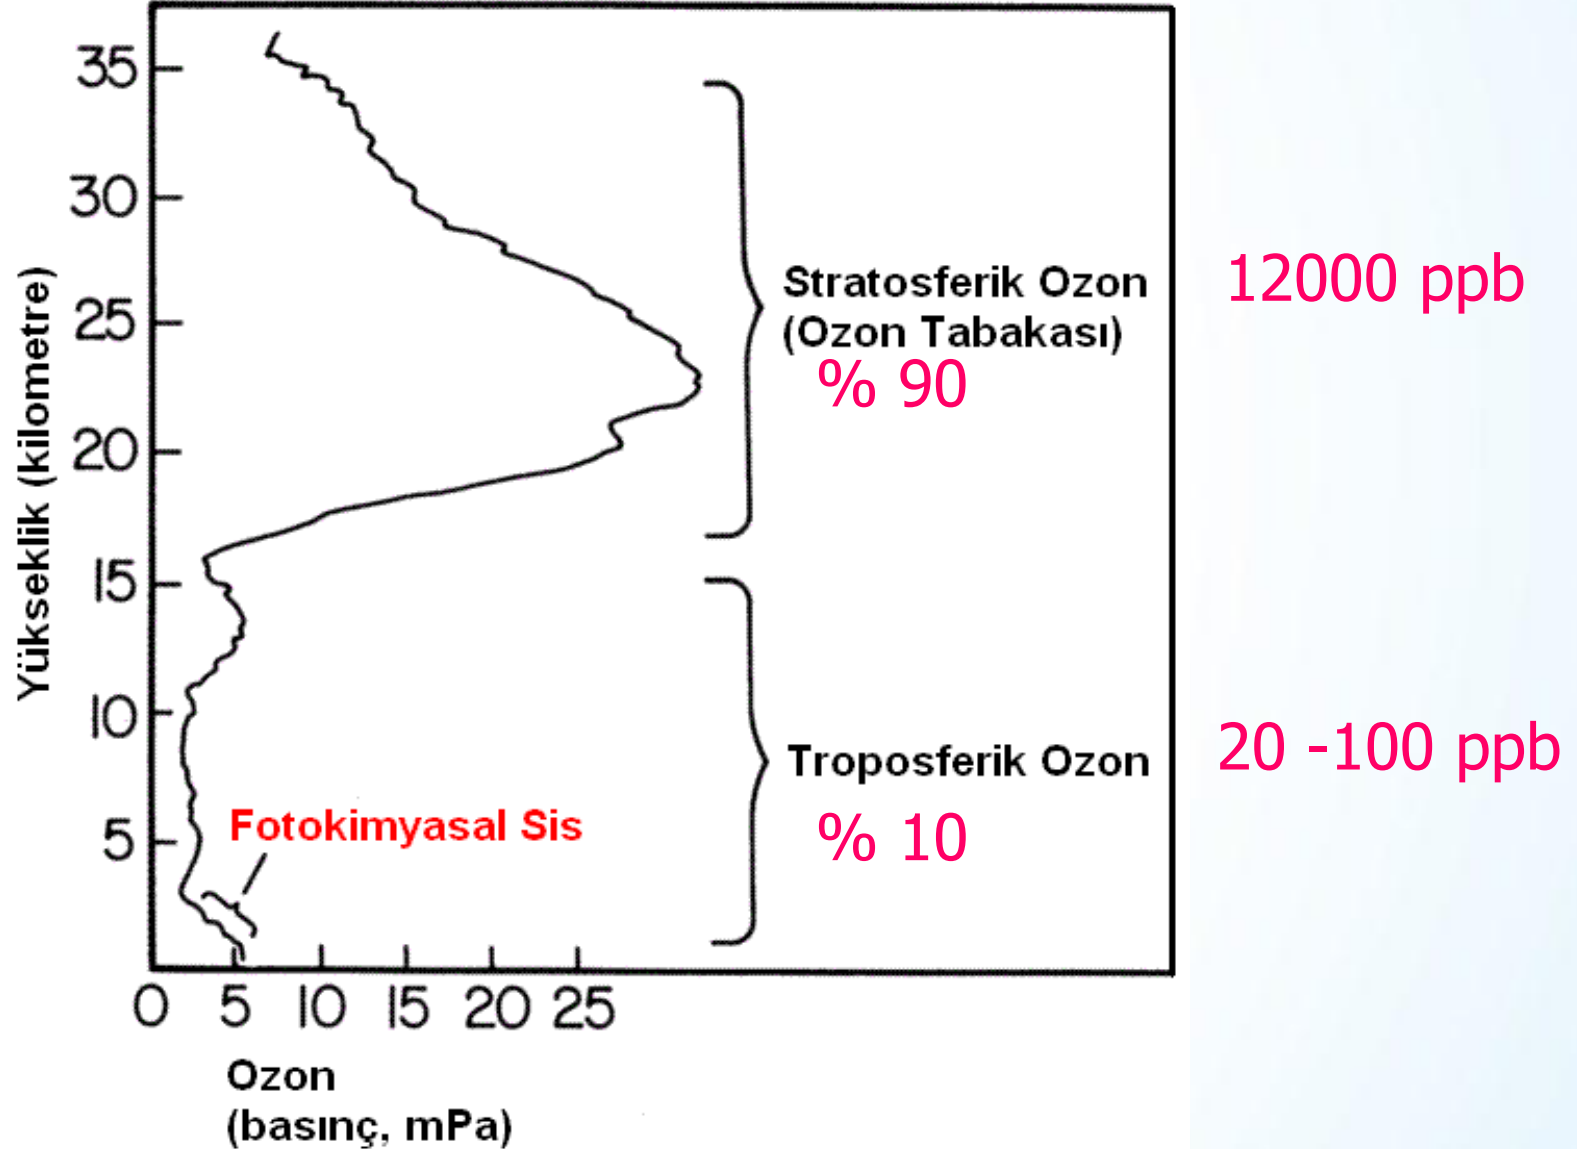 35
30
25
20
15
10
5
Yükseklik (kilometre)
Stratosferik Ozon
(Ozon Tabakası)
% 90
12000 ppb
Troposferik Ozon
% 10
20 -100 ppb
Fotokimyasal Sis
0 5 10 15 20 25
Ozon
(basınç, mPa)